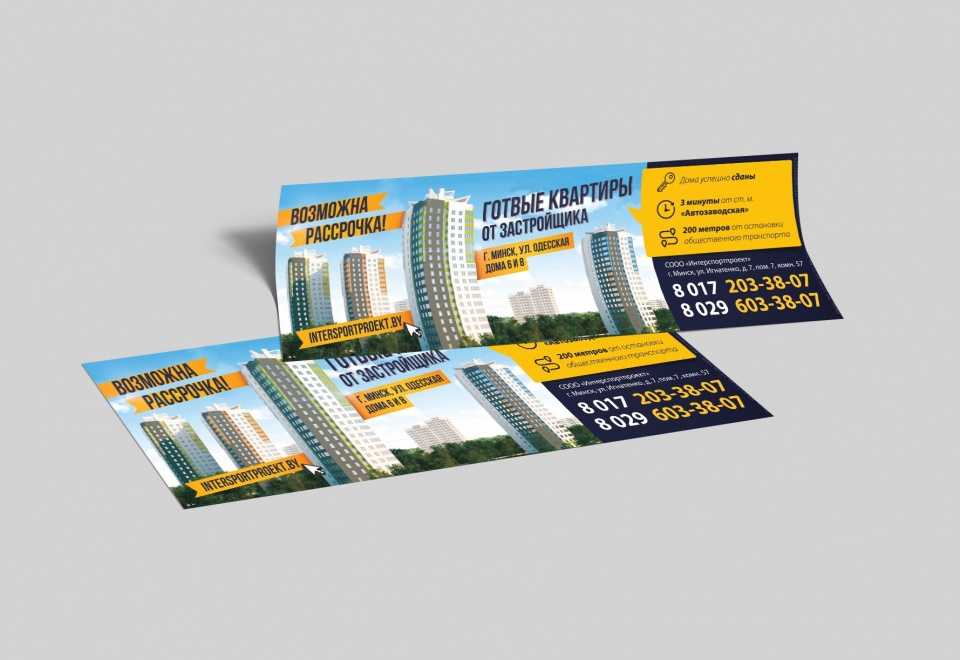 ВОЗМОЖНА
РАССРОЧКА!
ГОТВЫЕ КВАРТИРЫ
ОТ ЗАСТРОЙЩИКА
Г. МИНСК, УЛ. ОДЕССКАЯ
ДОМА 6 И 8
INTERSPORTPROEKT.BY
Дома успешно сданы
3 минуты от ст. м.
«Автозаводская»
200 метров от остановки
общественного транспорта
СООО «Интерспортпроект»
г. Минск, ул. Игнатенко, д. 7, пом. 7, комн. 57
8 017 203-38-07
8 029 603-38-07
ВОЗМОЖНА
РАССРОЧКА!
ГОТВЫЕ
ОТ ЗАСТРОЙЩИКА
Г. МИНСК, УЛ. ОДЕССКАЯ
ДОМА 6 И 8
INTERSPORTPROEKT.BY
200 метров от остановки
общественного транспорта
СООО «Интерспортпроект»
г. Минск, ул. Игнатенко, д. 7, пом. 7, комн. 57
8 017 203-38-07
8 029 603-38-07